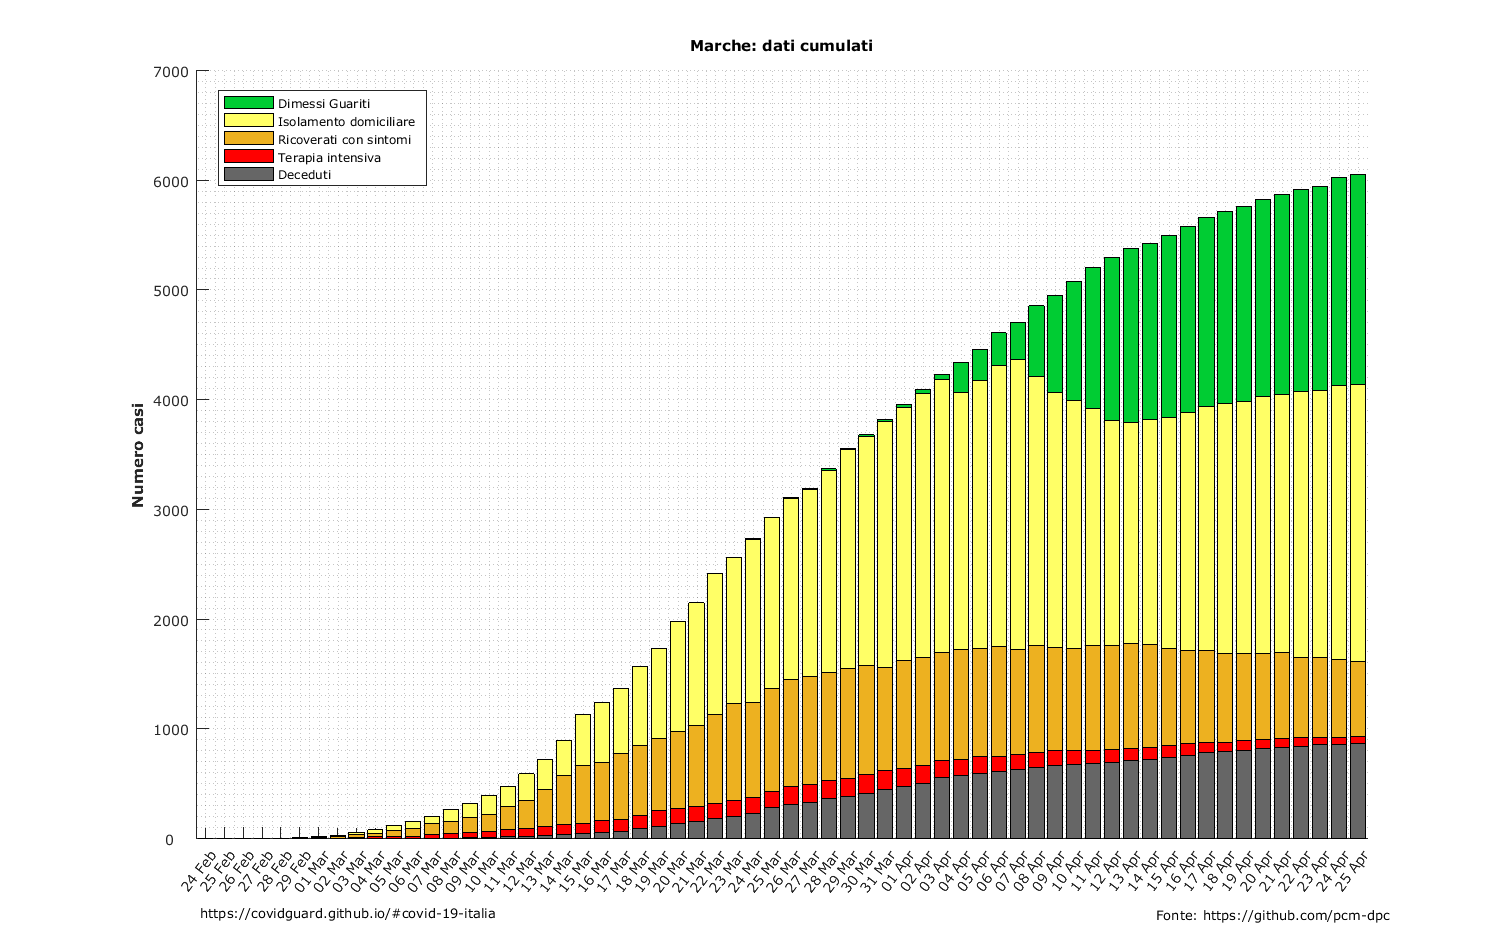 Marche: dati cumulati
7000
6000
5000
4000
3000
2000
1000
0
Numero casi
Dimessi Guariti
Isolamento domiciliare
Ricoverati con sintomi
Terapia intensiva
Deceduti
24 Feb
25 Feb
26 Feb
27 Feb
28 Feb
29 Feb
01 Mar
02 Mar
03 Mar
04 Mar
05 Mar
06 Mar
07 Mar
08 Mar
09 Mar
10 Mar
11 Mar
12 Mar
13 Mar
14 Mar
15 Mar
16 Mar
17 Mar
18 Mar
19 Mar
20 Mar
21 Mar
22 Mar
23 Mar
24 Mar
25 Mar
26 Mar
27 Mar
28 Mar
29 Mar
30 Mar
31 Mar
01 Apr
02 Apr
03 Apr
04 Apr
05 Apr
06 Apr
07 Apr
08 Apr
09 Apr
10 Apr
11 Apr
12 Apr
13 Apr
14 Apr
15 Apr
16 Apr
17 Apr
18 Apr
19 Apr
20 Apr
21 Apr
22 Apr
23 Apr
24 Apr
25 Apr
https://covidguard.github.io/#covid-19-italia
Fonte: https://github.com/pcm-dpc